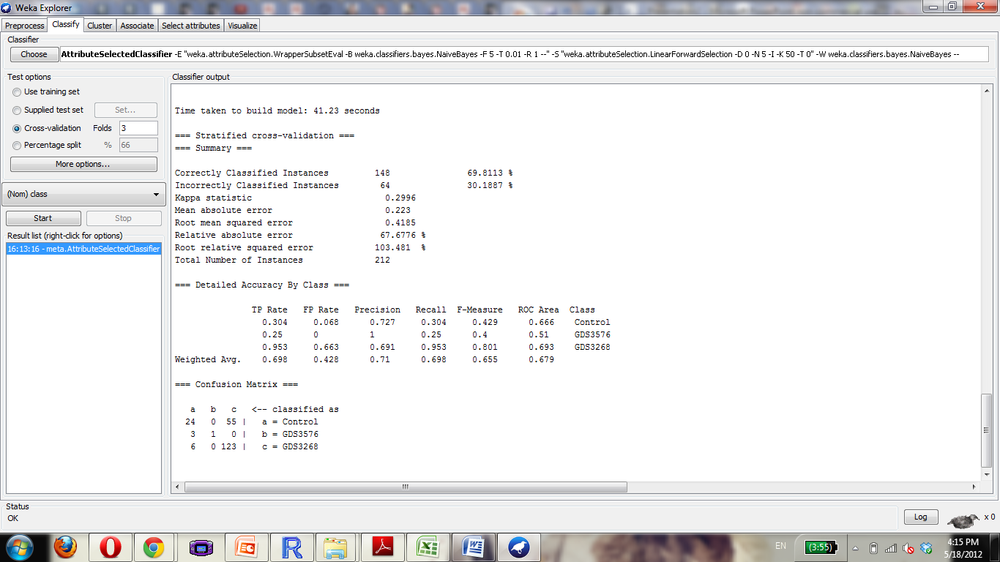 Weka Explorer
Preprocess Classify Cluster Associate Select attributes Visualize
Classifier
Choose AttributeSelectedClassifier -E "weka.attributeSelection.WrapperSubsetEval -B weka.classifiers.bayes.NaiveBayes -F 5 -T 0.01 -R 1 --" -S "weka.attributeSelection.LinearForwardSelection -D 0 -N 5 -I -K 50 -T 0" -W weka.classifiers.bayes.NaiveBayes --
Test options
Use training set
Supplied test set Set...
Cross-validation Folds 3
Percentage split % 66
More options...
(Nom) class
Start Stop
Result list (right-click for options)
16:13:16 - meta.AttributeSelectedClassifier
Classifier output
Time taken to build model: 41.23 seconds
=== Stratified cross-validation ===
=== Summary ===
Correctly Classified Instances 148 69.8113 %
Incorrectly Classified Instances 64 30.1887 %
Kappa statistic 0.2996
Mean absolute error 0.223
Root mean squared error 0.4185
Relative absolute error 67.6776 %
Root relative squared error 103.481 %
Total Number of Instances 212
=== Detailed Accuracy By Class ===
TP Rate FP Rate Precision Recall F-Measure ROC Area Class
0.304 0.068 0.727 0.304 0.429 0.666 Control
0.25 0 1 0.25 0.4 0.51 GDS3576
0.953 0.663 0.691 0.953 0.801 0.693 GDS3268
Weighted Avg. 0.698 0.428 0.71 0.698 0.655 0.679
=== Confusion Matrix ===
a b c <-- classified as
24 0 55 | a = Control
3 1 0 | b = GDS3576
6 0 123 | c = GDS3268
Status
OK
Log x 0
EN (3:55) 4:15 PM
5/18/2012